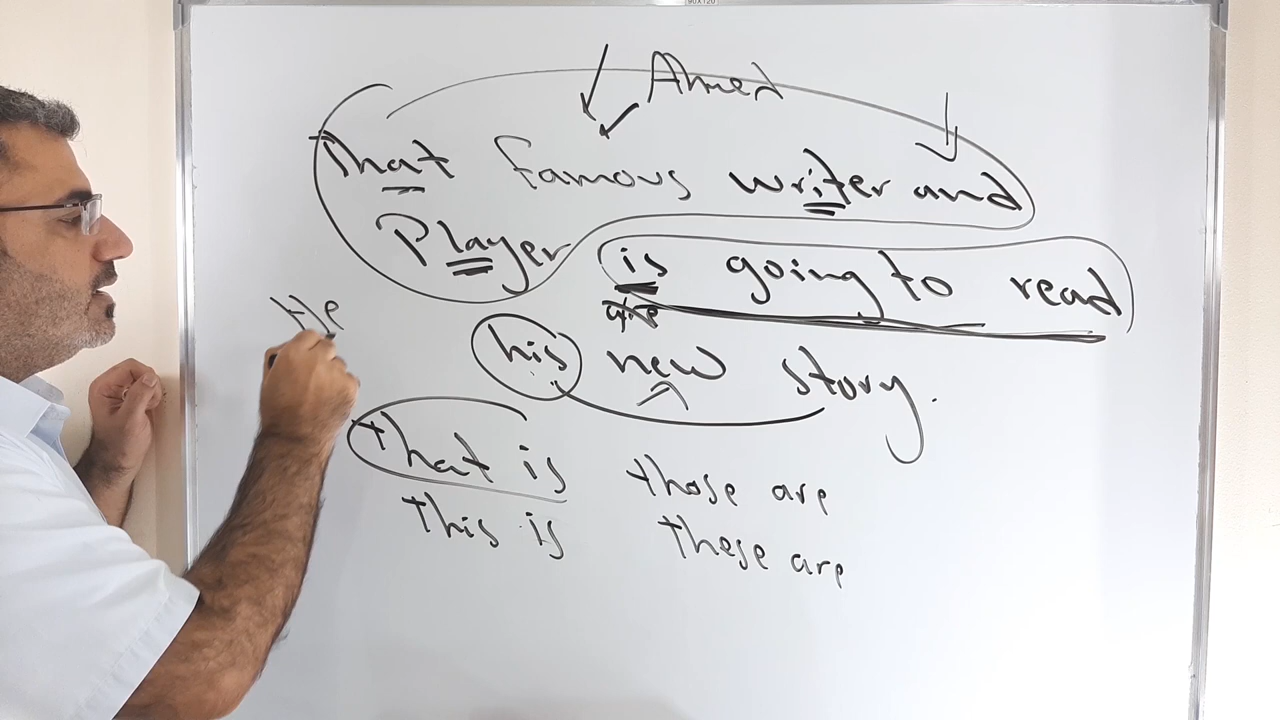 90X120
Ahmed
That famous writer and
Player is going to read
are
He
his new story.
that is those are
this is these are